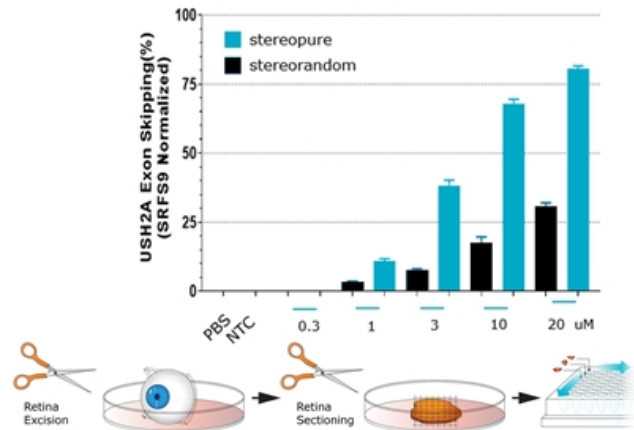 100
75
50
25
0
USH2A Exon Skipping(%)
(SRFS9 Normalized)
stereopure
stereorandom
PBS
NTC
0.3
1
3
10
20 uM
Retina
Excision
Retina
Sectioning